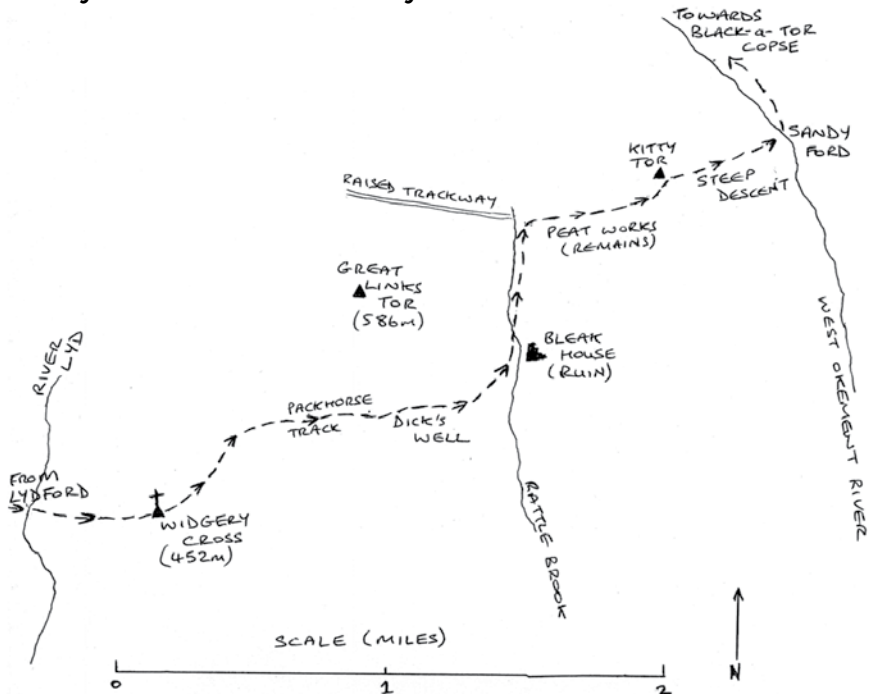 TOWARDS
BLACK-a-TOR
COPSE
SANDY
FORD
KITTY
TOR
STEEP
DESCENT
RAISED TRACKWAY
PEAT WORKS
(REMAINS)
GREAT
LINKS
TOR
(586m)
BLEAK
HOUSE
(RUIN)
WEST OKEMENT RIVER
RIVER
LYD
PACKHORSE
TRACK
DICK'S
WELL
FROM
LYDFORD
WIDGERY
CROSS
(452m)
RATTLE BROOK
SCALE (MILES)
0 1 2
N